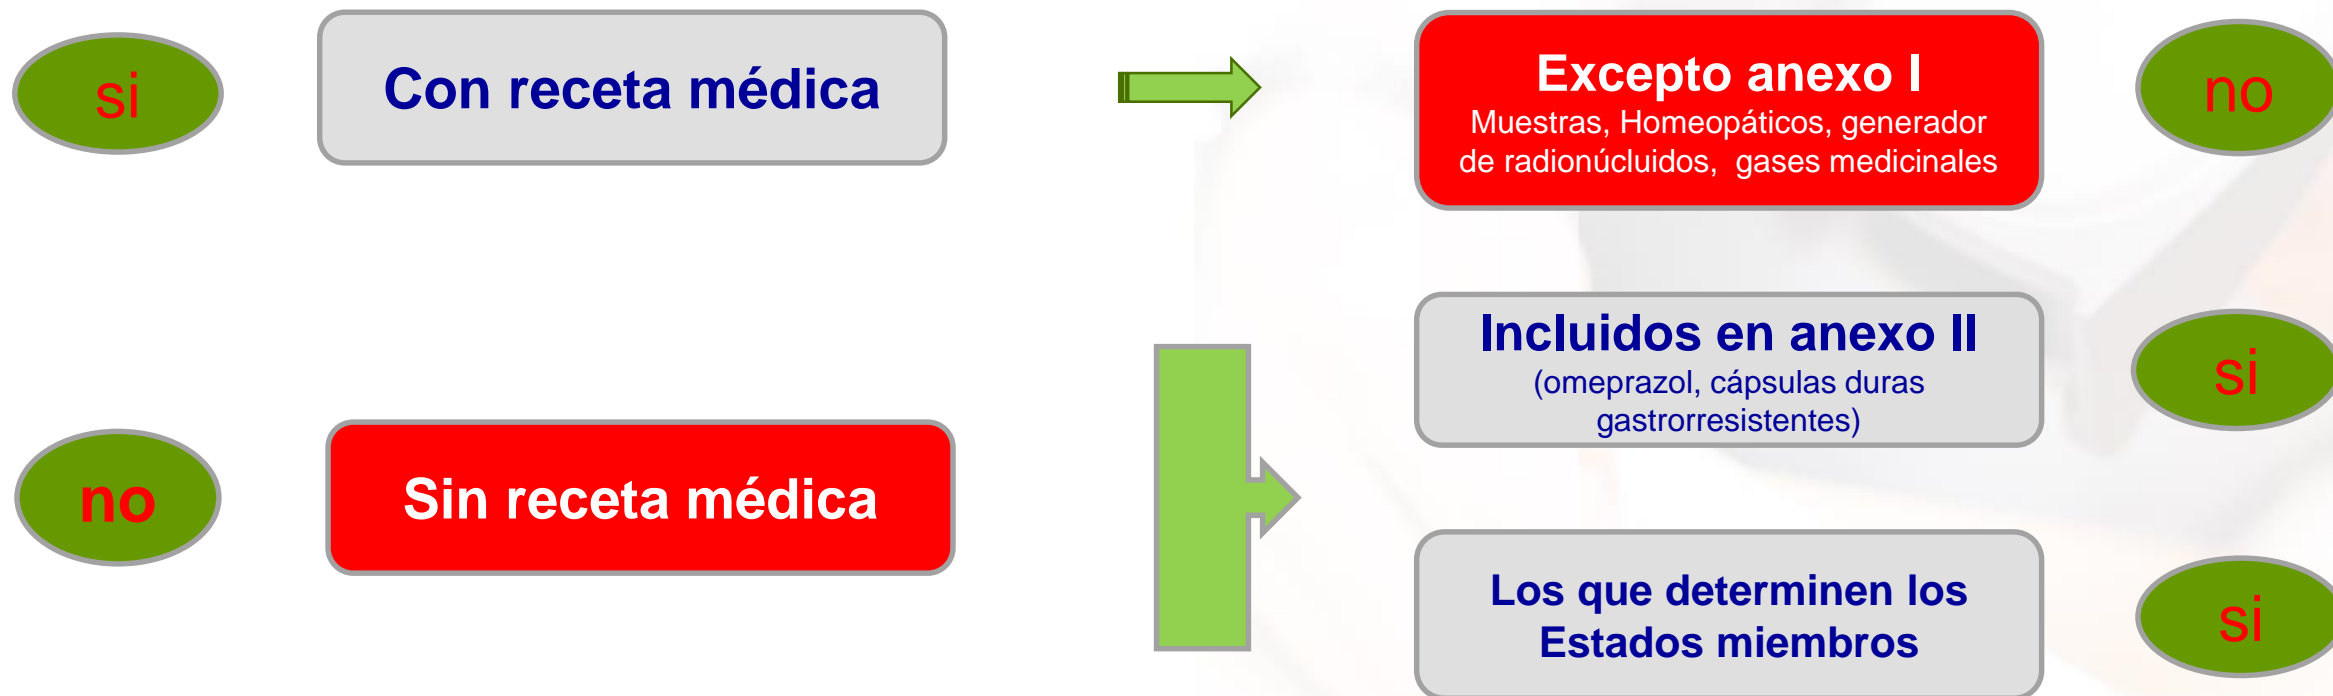 si
Con receta médica
Excepto anexo I
Muestras, Homeopáticos, generador
de radionúcluidos, gases medicinales
no
Incluidos en anexo II
(omeprazol, cápsulas duras
gastrorresistentes)
si
no
Sin receta médica
Los que determinen los
Estados miembros
si